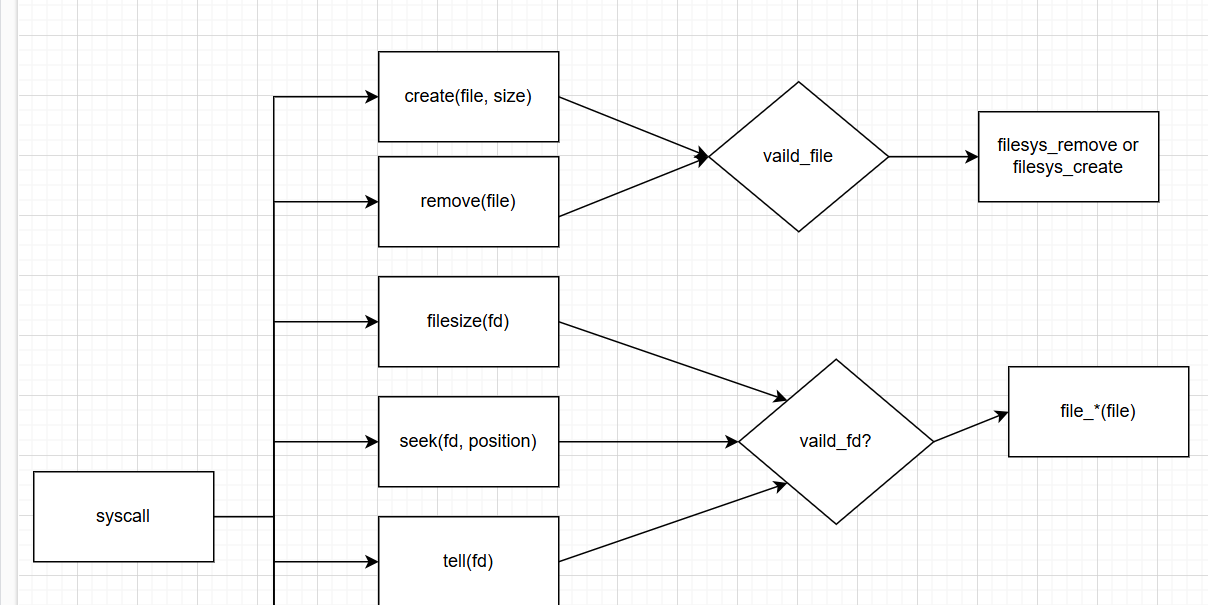 create(file, size)
vaild_file
filesys_remove or
filesys_create
remove(file)
filesize(fd)
seek(fd, position)
vaild_fd?
file_*(file)
syscall
tell(fd)